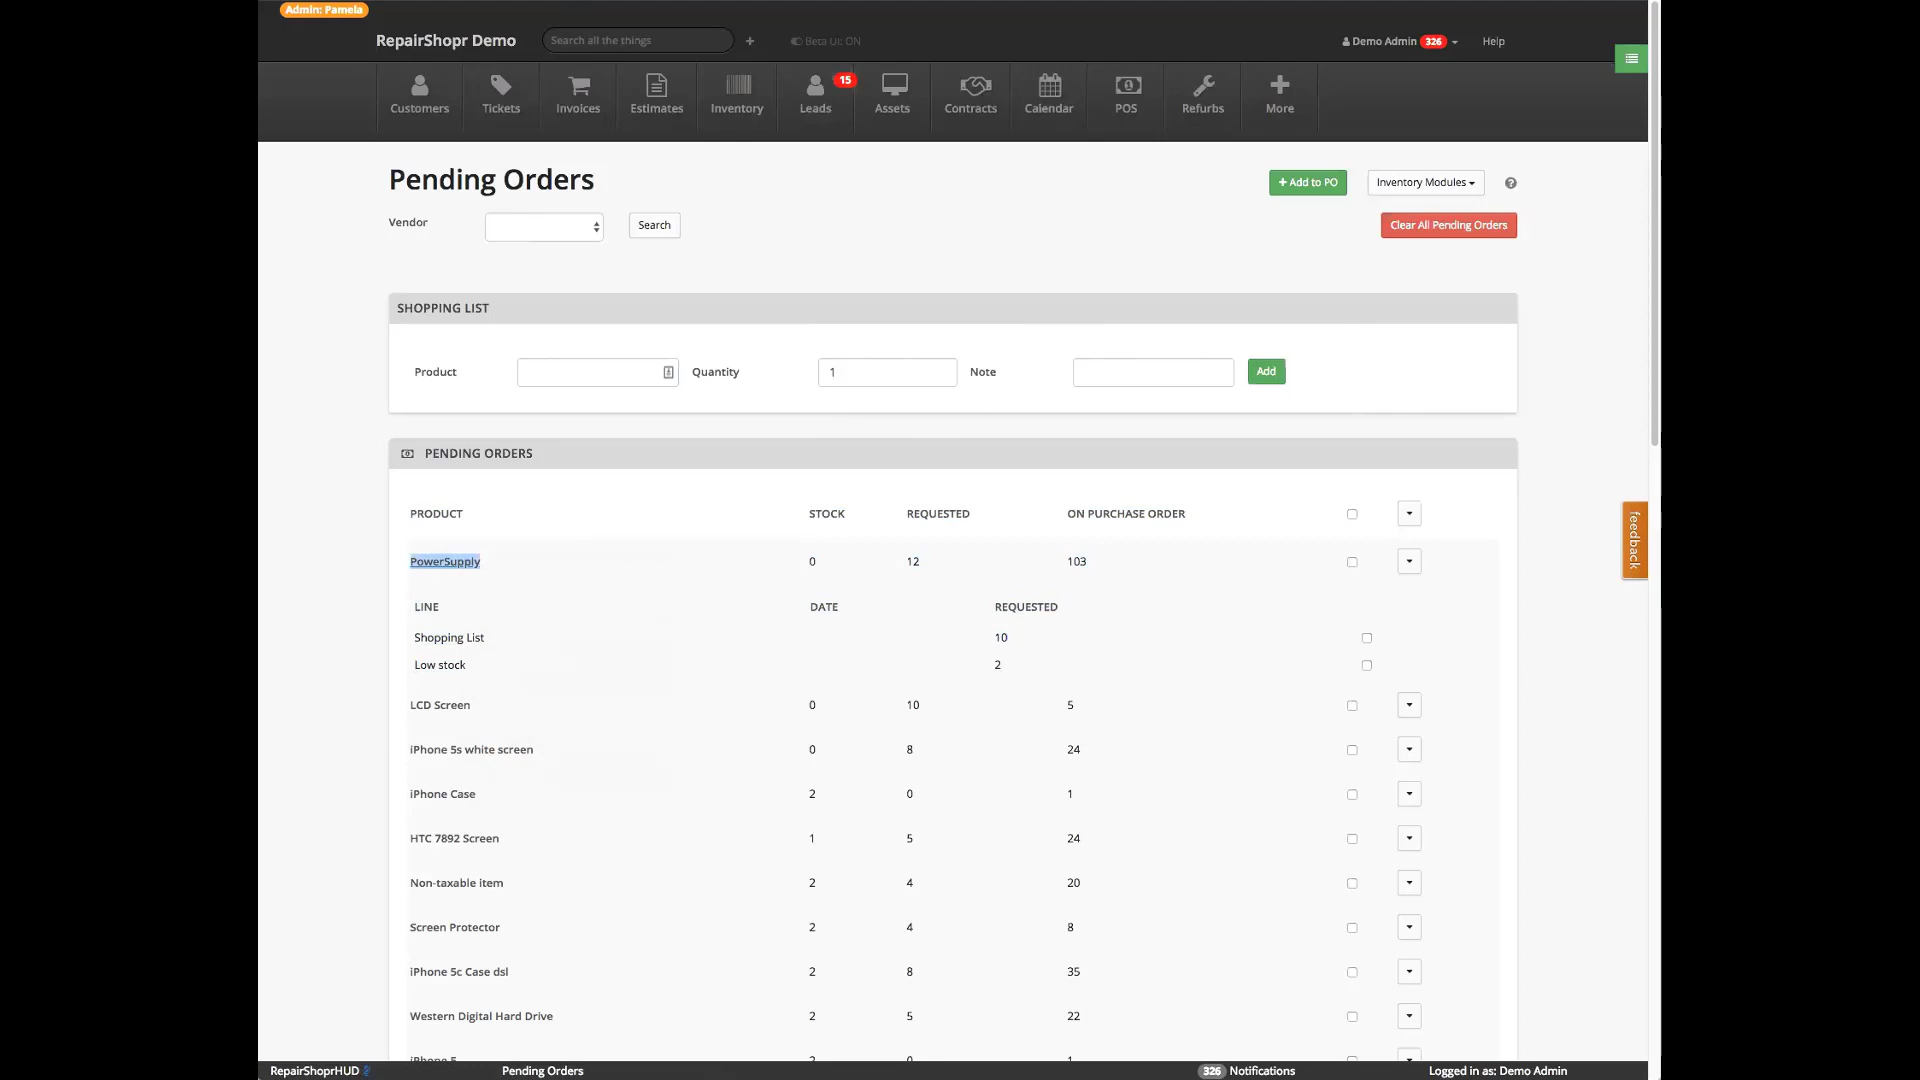 Admin: Pamela
RepairShopr Demo
Search all the things
+
Beta UI: ON
Demo Admin 326
Help
Customers
Tickets
Invoices
Estimates
Inventory
Leads
15
Assets
Contracts
Calendar
POS
Refurbs
More
Pending Orders
+ Add to PO
Inventory Modules
?
Vendor
Search
Clear All Pending Orders
SHOPPING LIST
Product
Quantity
1
Note
Add
PENDING ORDERS
PRODUCT STOCK REQUESTED ON PURCHASE ORDER
PowerSupply 0 12 103
LINE DATE REQUESTED
Shopping List 10
Low stock 2
LCD Screen 0 10 5
iPhone 5s white screen 0 8 24
iPhone Case 2 0 1
HTC 7892 Screen 1 5 24
Non-taxable item 2 4 20
Screen Protector 2 4 8
iPhone 5c Case dsl 2 8 35
Western Digital Hard Drive 2 5 22
feedback
RepairShoprHUD
Pending Orders
326 Notifications
Logged in as: Demo Admin